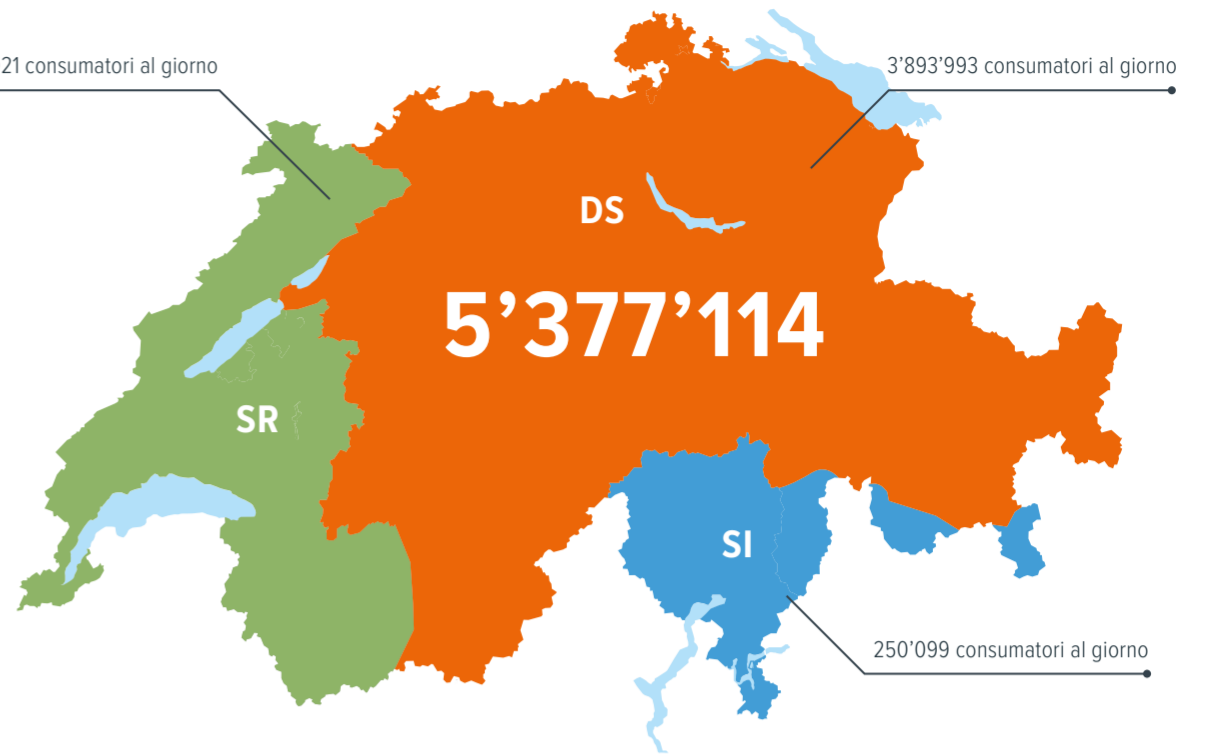 21 consumatori al giorno
3’893’993 consumatori al giorno
DS
5’377’114
SR
SI
250’099 consumatori al giorno